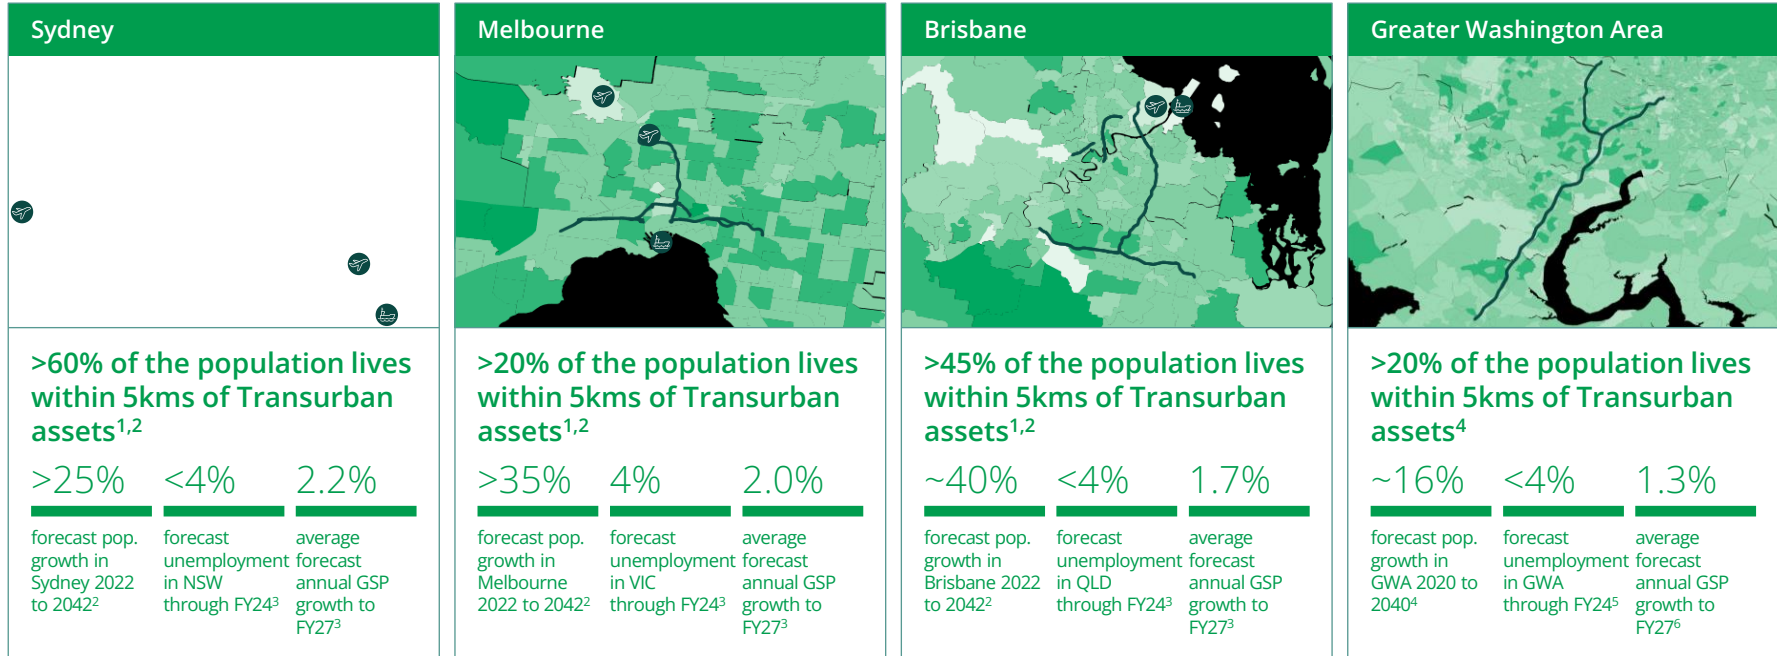 Sydney
>60% of the population lives
within 5kms of Transurban
assets1,2
>25%
forecast pop.
growth in
Sydney 2022
to 2042²
<4%
forecast
unemployment
in NSW
through FY24³
2.2%
average
forecast
annual GSP
growth to
FY27³
Melbourne
>20% of the population lives
within 5kms of Transurban
assets1,2
>35%
forecast pop.
growth in
Melbourne
2022 to 2042²
4%
forecast
unemployment
in VIC
through FY24³
2.0%
average
forecast
annual GSP
growth to
FY27³
Brisbane
>45% of the population lives
within 5kms of Transurban
assets1,2
~40%
forecast pop.
growth in
Brisbane 2022
to 2042²
<4%
forecast
unemployment
in QLD
through FY24³
1.7%
average
forecast
annual GSP
growth to
FY27³
Greater Washington Area
>20% of the population lives
within 5kms of Transurban
assets⁴
~16%
forecast pop.
growth in
GWA 2020 to
2040⁴
<4%
forecast
unemployment
in GWA
through FY24⁵
1.3%
average
forecast
annual GSP
growth to
FY27⁶